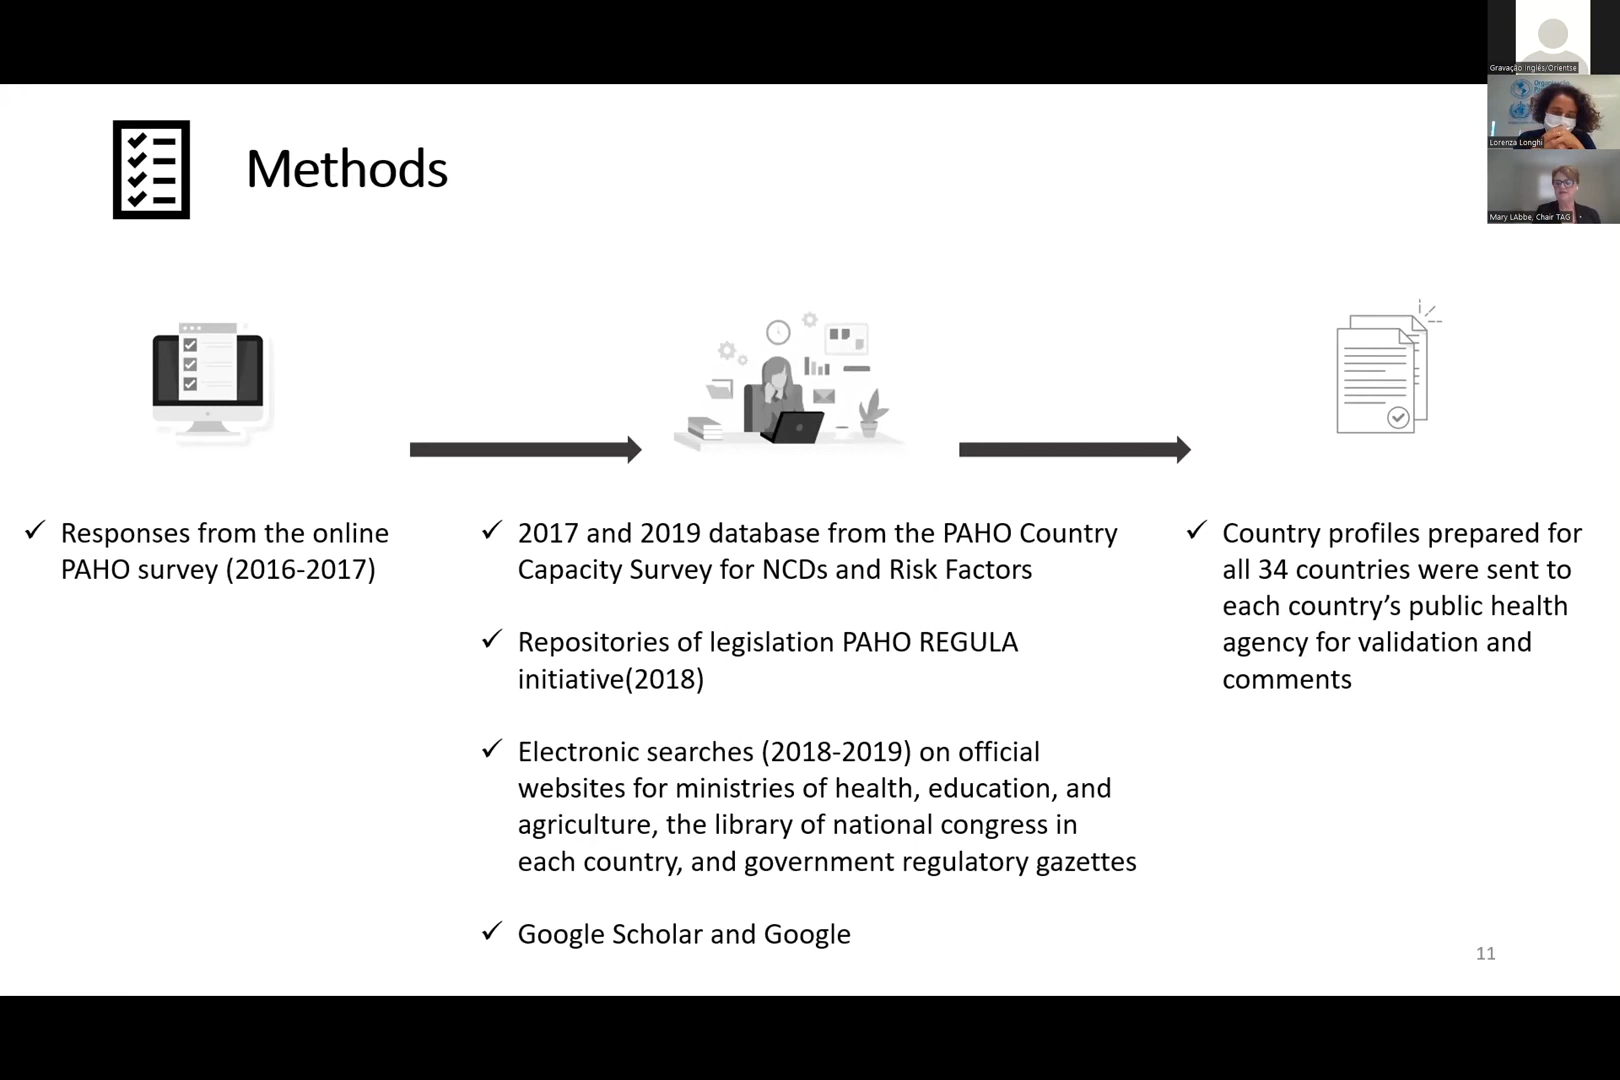 Methods
Responses from the online
PAHO survey (2016-2017)
2017 and 2019 database from the PAHO Country
Capacity Survey for NCDs and Risk Factors
Repositories of legislation PAHO REGULA
initiative(2018)
Electronic searches (2018-2019) on official
websites for ministries of health, education, and
agriculture, the library of national congress in
each country, and government regulatory gazettes
Google Scholar and Google
Country profiles prepared for
all 34 countries were sent to
each country’s public health
agency for validation and
comments
11
Gravação Inglês/Orientse
Lorenza Longhi
Mary LAbbe, Chair TAG